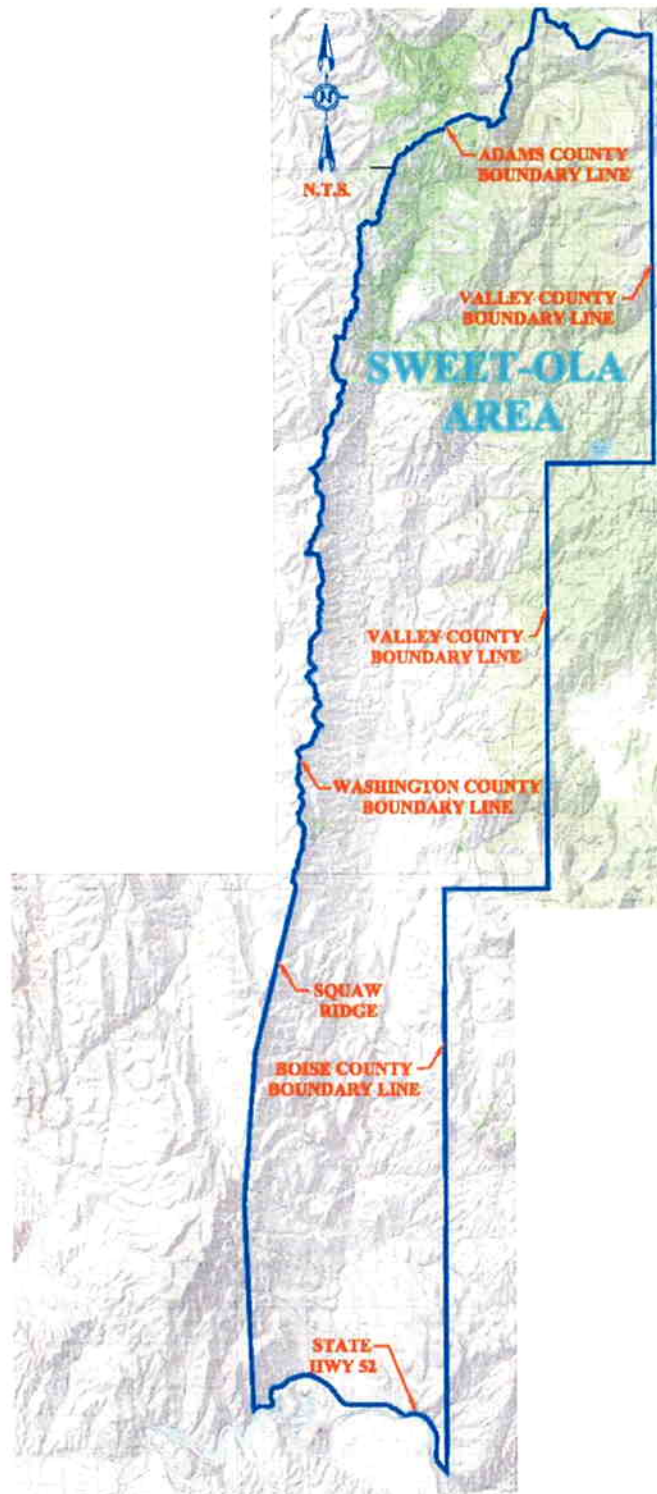 N
N.T.S.
ADAMS COUNTY
BOUNDARY LINE
VALLEY COUNTY
BOUNDARY LINE
SWEET-OLA
AREA
VALLEY COUNTY
BOUNDARY LINE
WASHINGTON COUNTY
BOUNDARY LINE
SQUAW
RIDGE
BOISE COUNTY
BOUNDARY LINE
STATE
HWY 52